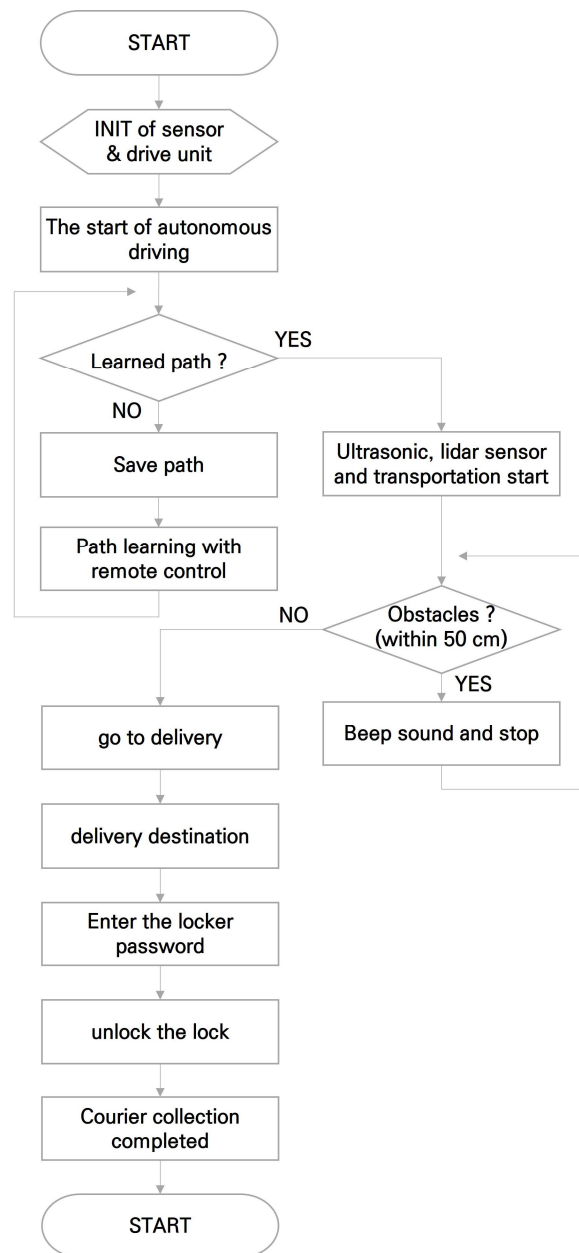 START
INIT of sensor
& drive unit
The start of autonomous
driving
Learned path ?
YES
NO
Save path
Path learning with
remote control
Ultrasonic, lidar sensor
and transportation start
Obstacles ?
(within 50 cm)
NO
YES
Beep sound and stop
go to delivery
delivery destination
Enter the locker
password
unlock the lock
Courier collection
completed
START